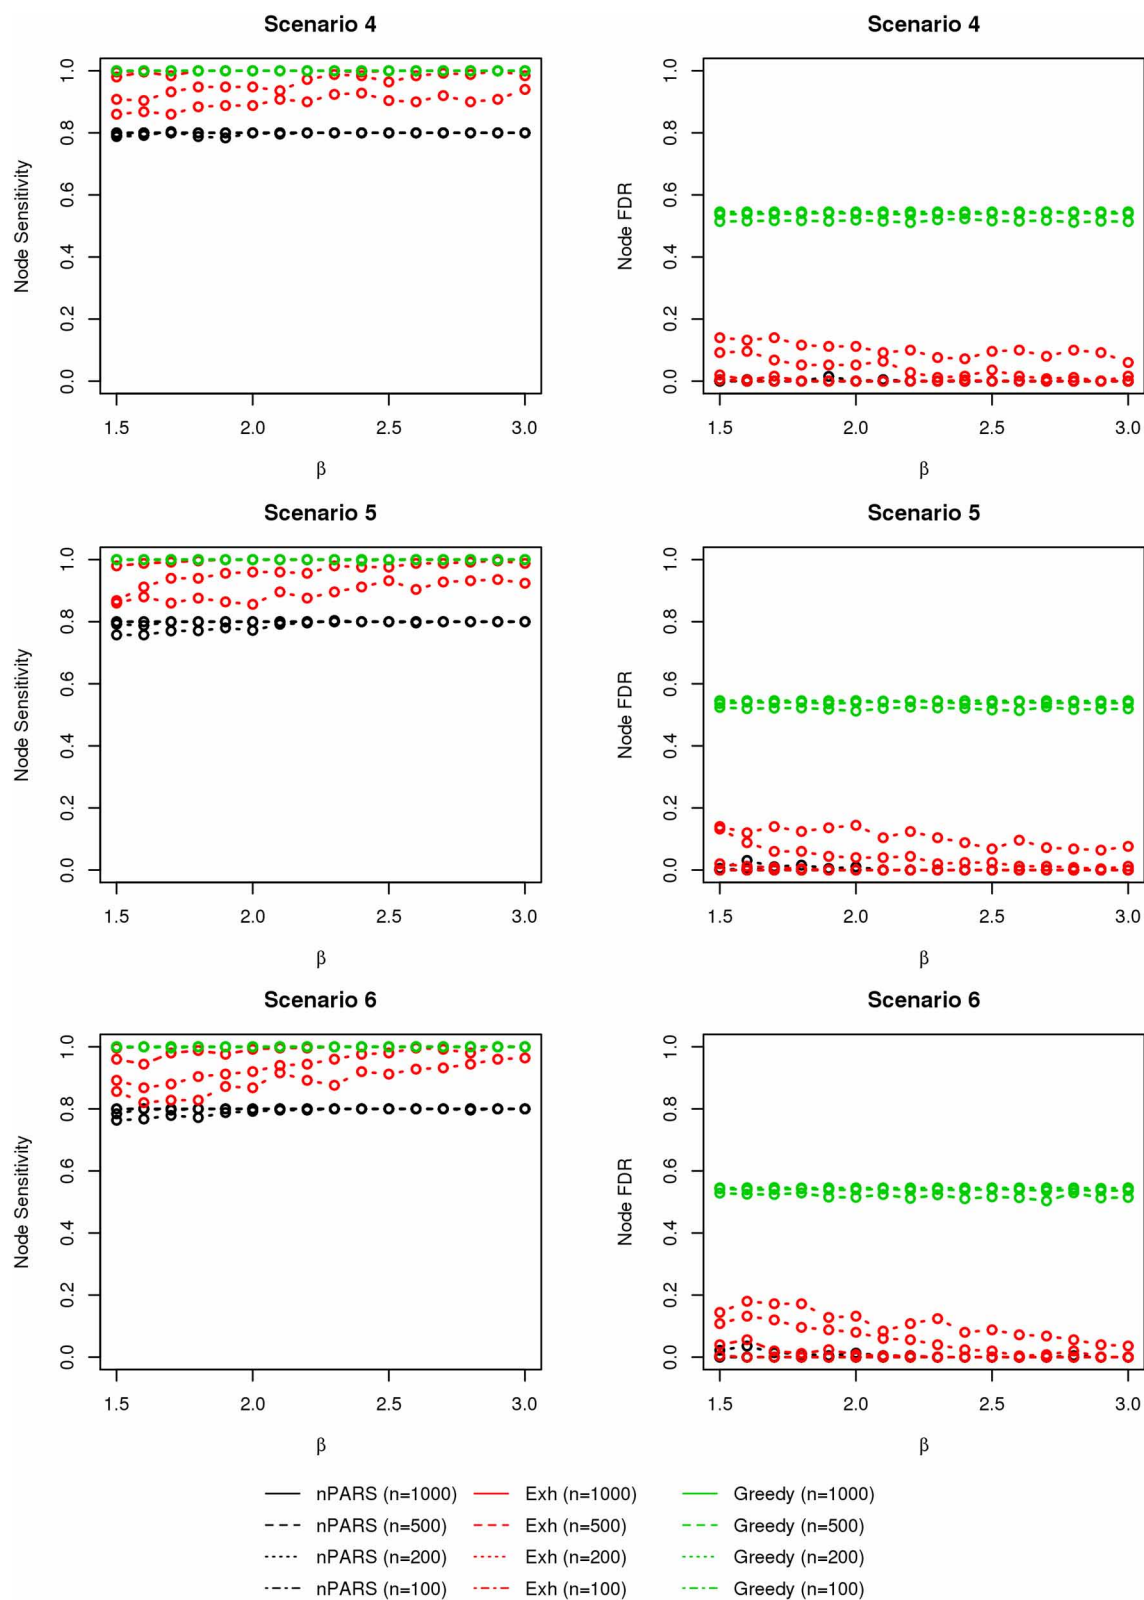 Scenario 4
Scenario 4
Node Sensitivity
0.0 0.2 0.4 0.6 0.8 1.0
1.5 2.0 2.5 3.0
β
Node FDR
0.0 0.2 0.4 0.6 0.8 1.0
1.5 2.0 2.5 3.0
β
Scenario 5
Scenario 5
Node Sensitivity
0.0 0.2 0.4 0.6 0.8 1.0
1.5 2.0 2.5 3.0
β
Node FDR
0.0 0.2 0.4 0.6 0.8 1.0
1.5 2.0 2.5 3.0
β
Scenario 6
Scenario 6
Node Sensitivity
0.0 0.2 0.4 0.6 0.8 1.0
1.5 2.0 2.5 3.0
β
Node FDR
0.0 0.2 0.4 0.6 0.8 1.0
1.5 2.0 2.5 3.0
β
nPARS (n=1000) Exh (n=1000) Greedy (n=1000)
nPARS (n=500) Exh (n=500) Greedy (n=500)
nPARS (n=200) Exh (n=200) Greedy (n=200)
nPARS (n=100) Exh (n=100) Greedy (n=100)